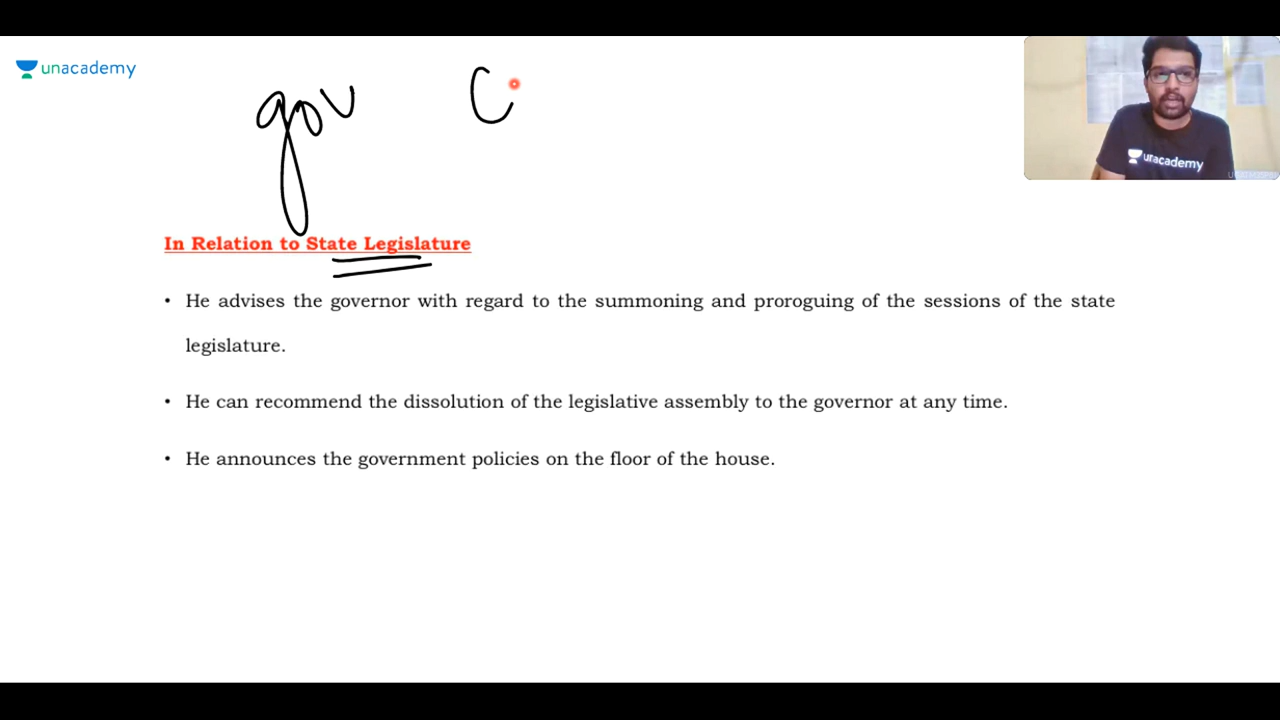 unacademy
gov C
unacademy
In Relation to State Legislature
• He advises the governor with regard to the summoning and proroguing of the sessions of the state
legislature.
• He can recommend the dissolution of the legislative assembly to the governor at any time.
• He announces the government policies on the floor of the house.